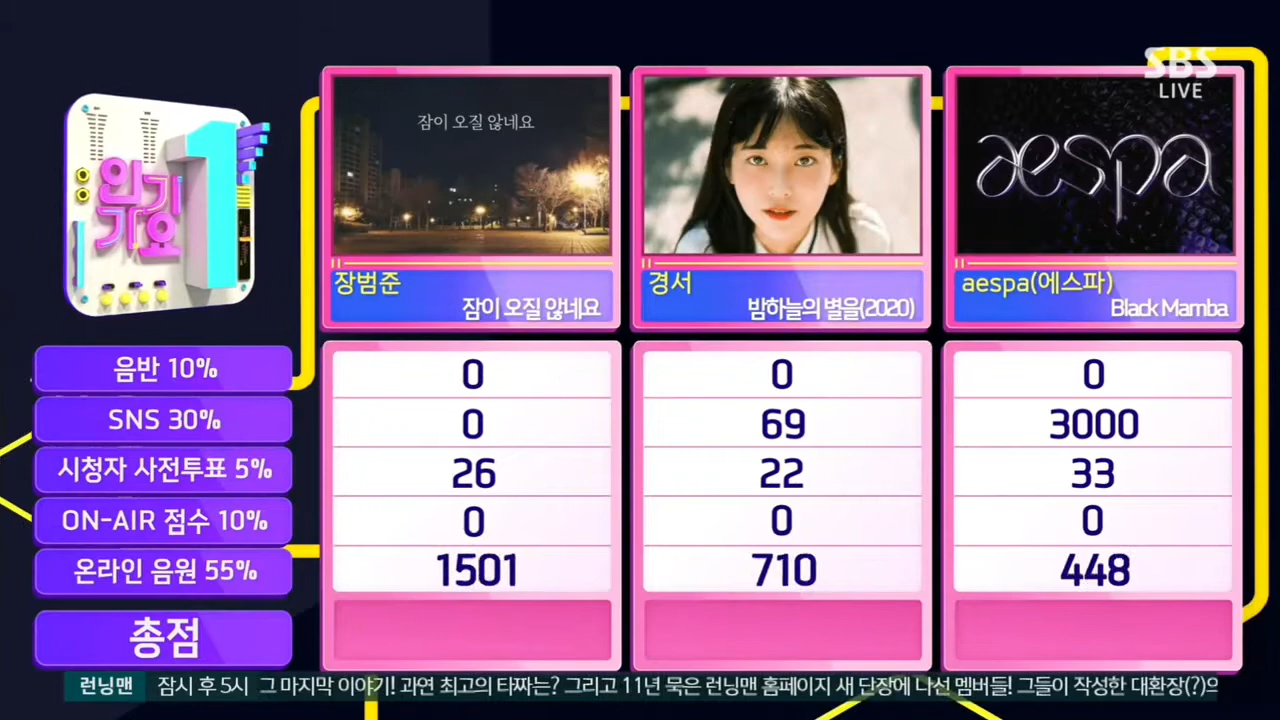 SBS
LIVE
인기가요
1
잠이 오질 않네요
aespa
장범준
잠이 오질 않네요
경서
밤하늘의 별을(2020)
aespa(에스파)
Black Mamba
음반 10%
0
0
0
SNS 30%
0
69
3000
시청자 사전투표 5%
26
22
33
ON-AIR 점수 10%
0
0
0
온라인 음원 55%
1501
710
448
총점
런닝맨 잠시 후 5시 그 마지막 이야기! 과연 최고의 타짜는? 그리고 11년 묵은 런닝맨 홈페이지 새 단장에 나선 멤버들! 그들이 작성한 대환장(?)으